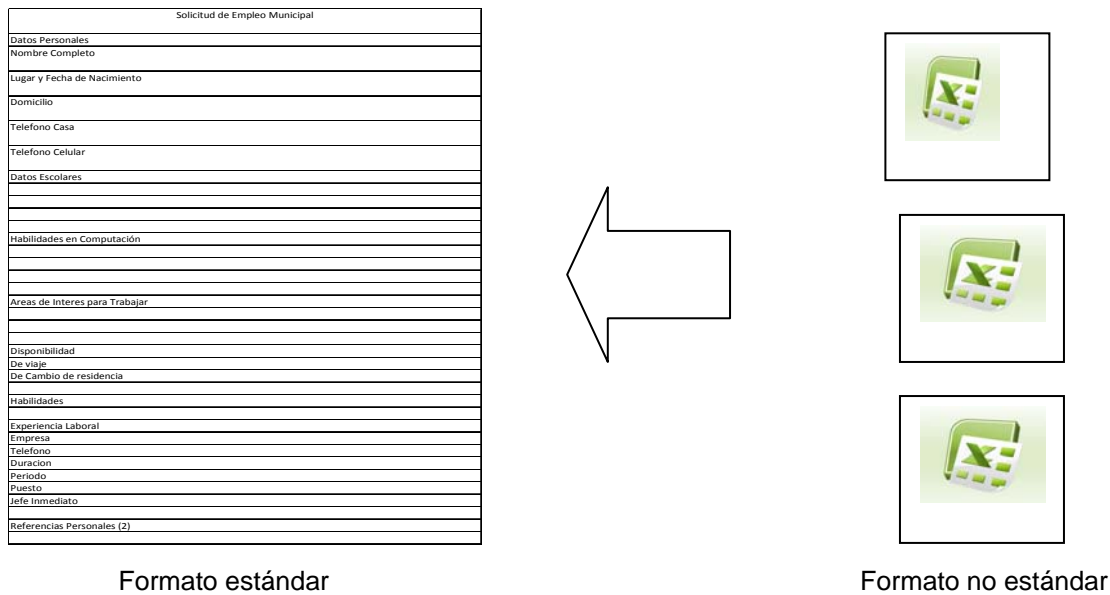 Solicitud de Empleo Municipal
Datos Personales
Nombre Completo
Lugar y Fecha de Nacimiento
Domicilio
Telefono Casa
Telefono Celular
Datos Escolares
Habilidades en Computación
Areas de Interes para Trabajar
Disponibilidad
De viaje
De Cambio de residencia
Habilidades
Experiencia Laboral
Empresa
Telefono
Duracion
Periodo
Puesto
Jefe Inmediato
Referencias Personales (2)
Formato estándar
Formato no estándar